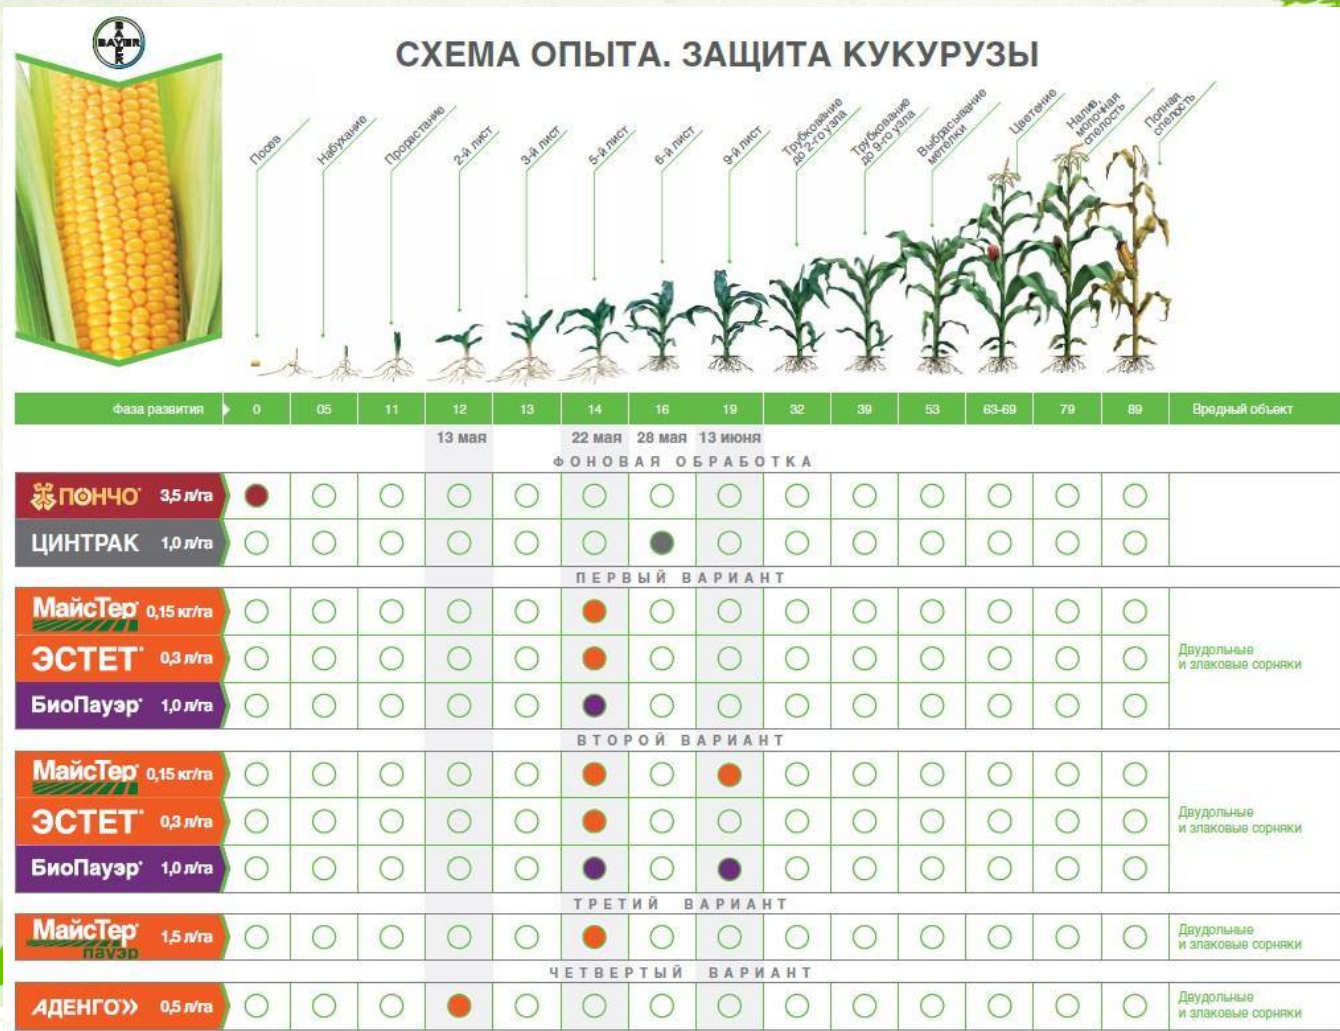 BAYER
BAYER
СХЕМА ОПЫТА. ЗАЩИТА КУКУРУЗЫ
Посев
Набухание
Прорастание
2-й лист
3-й лист
5-й лист
6-й лист
9-й лист
Трубкование
до 2-го узла
Трубкование
до 9-го узла
Выбрасывание
метелки
Цветение
Налив,
молочная
спелость
Полная
спелость
Фаза развития 0 05 11 12 13 14 16 19 32 39 53 63-69 79 89 Вредный объект
13 мая 22 мая 28 мая 13 июня
ФОНОВАЯ ОБРАБОТКА
ПОНЧО 3,5 л/га
ЦИНТРАК 1,0 л/га
ПЕРВЫЙ ВАРИАНТ
МайсТер 0,15 кг/га
ЭСТЕТ 0,3 л/га
Двудольные
и злаковые сорняки
БиоПауэр 1,0 л/га
ВТОРОЙ ВАРИАНТ
МайсТер 0,15 кг/га
ЭСТЕТ 0,3 л/га
Двудольные
и злаковые сорняки
БиоПауэр 1,0 л/га
ТРЕТИЙ ВАРИАНТ
МайсТер 1,5 л/га
пауэр
Двудольные
и злаковые сорняки
ЧЕТВЕРТЫЙ ВАРИАНТ
АДЕНГО 0,5 л/га
Двудольные
и злаковые сорняки